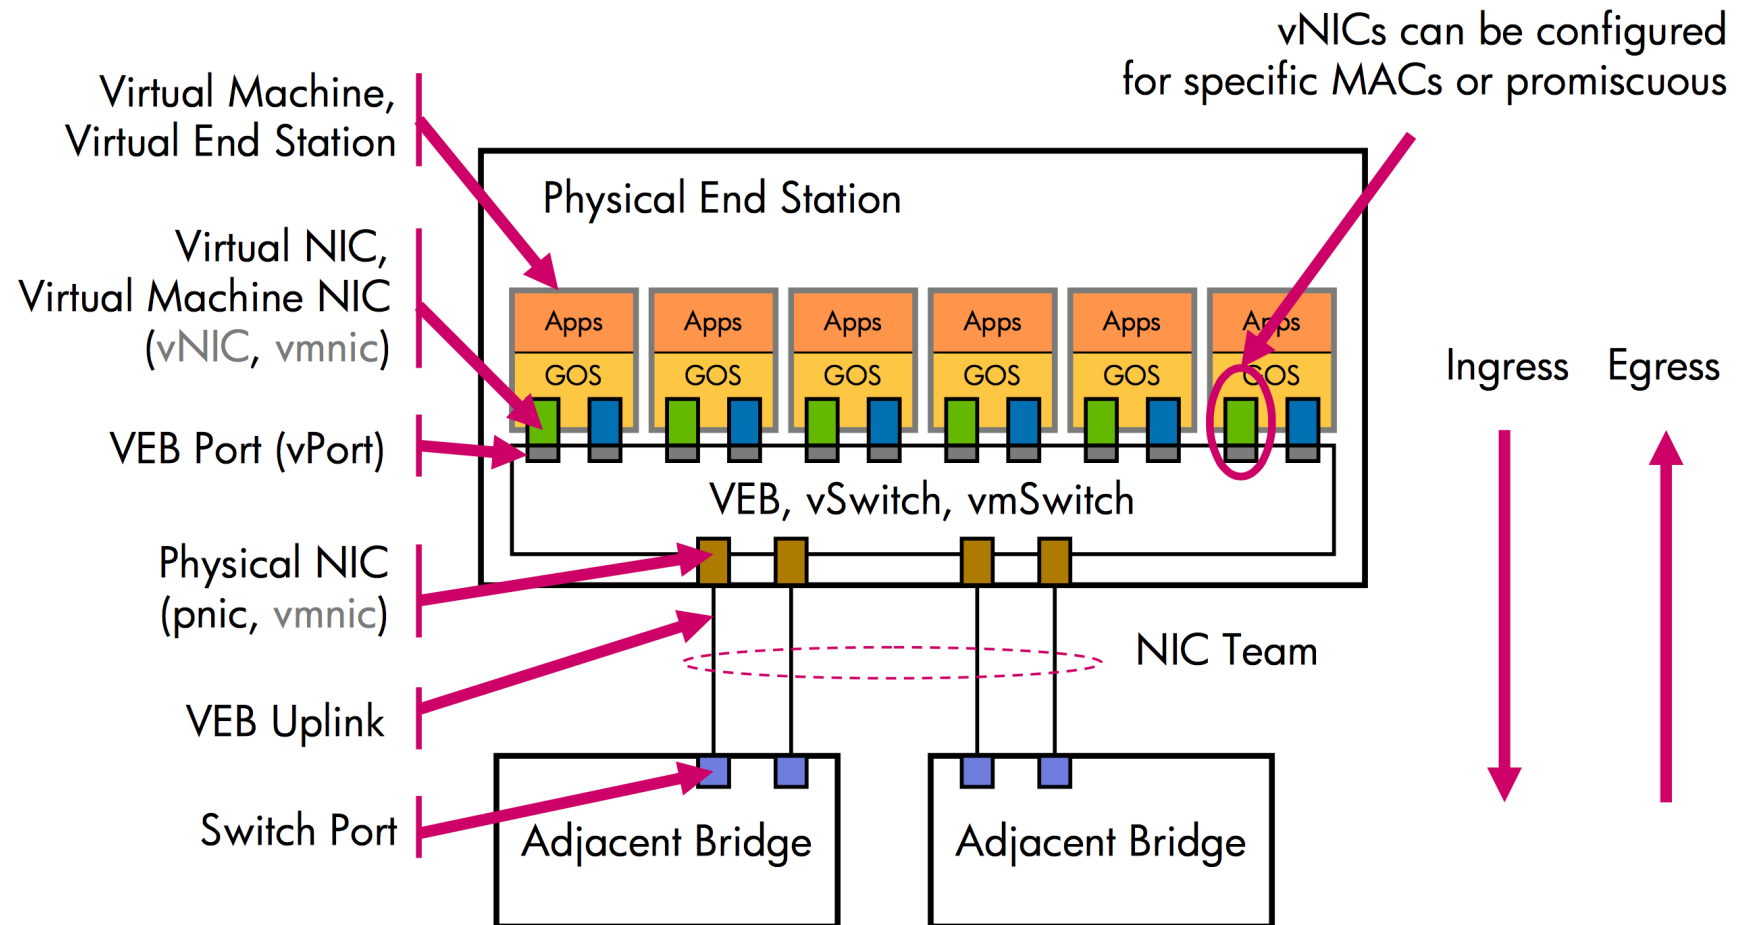 vNICs can be configured
for specific MACs or promiscuous
Virtual Machine,
Virtual End Station
Physical End Station
Virtual NIC,
Virtual Machine NIC
(vNIC, vmnic)
Apps Apps Apps Apps Apps Apps
GOS GOS GOS GOS GOS GOS
Ingress Egress
VEB Port (vPort)
VEB, vSwitch, vmSwitch
Physical NIC
(pnic, vmnic)
NIC Team
VEB Uplink
Switch Port
Adjacent Bridge Adjacent Bridge